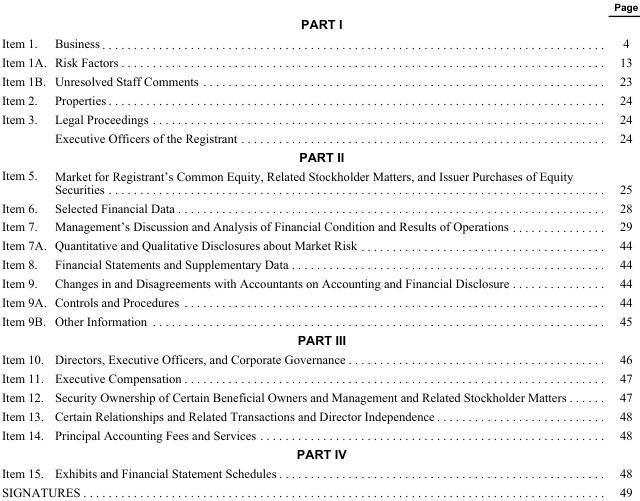 Page
PART I
Item 1. Business 4
Item 1A. Risk Factors 13
Item 1B. Unresolved Staff Comments 23
Item 2. Properties 24
Item 3. Legal Proceedings 24
Executive Officers of the Registrant 24
PART II
Item 5. Market for Registrant's Common Equity, Related Stockholder Matters, and Issuer Purchases of Equity
Securities 25
Item 6. Selected Financial Data 28
Item 7. Management's Discussion and Analysis of Financial Condition and Results of Operations 29
Item 7A. Quantitative and Qualitative Disclosures about Market Risk 44
Item 8. Financial Statements and Supplementary Data 44
Item 9. Changes in and Disagreements with Accountants on Accounting and Financial Disclosure 44
Item 9A. Controls and Procedures 44
Item 9B. Other Information 45
PART III
Item 10. Directors, Executive Officers, and Corporate Governance 46
Item 11. Executive Compensation 47
Item 12. Security Ownership of Certain Beneficial Owners and Management and Related Stockholder Matters 47
Item 13. Certain Relationships and Related Transactions and Director Independence 48
Item 14. Principal Accounting Fees and Services 48
PART IV
Item 15. Exhibits and Financial Statement Schedules 48
SIGNATURES 49